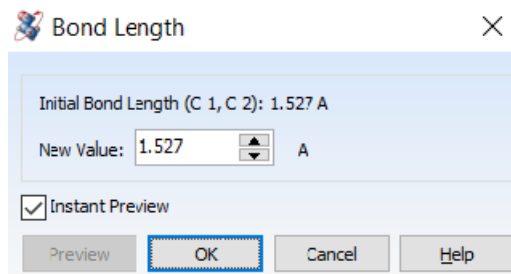 Bond Length
Initial Bond Length (C 1, C 2): 1.527 A
New Value: 1.527 A
Instant Preview
Preview OK Cancel Help